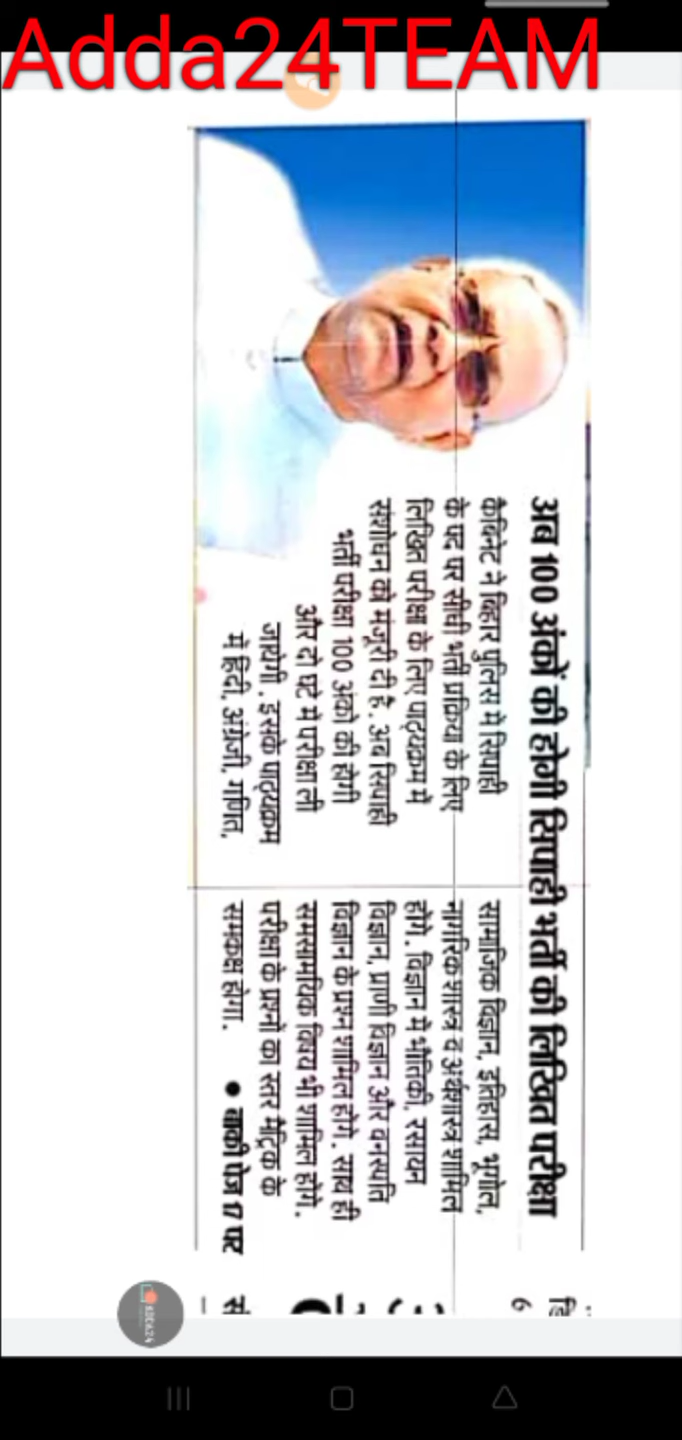 Adda24TEAM
अब 100 अंकों की होगी सिपाही भर्ती की लिखित परीक्षा
कैबिनेट ने बिहार पुलिस में सिपाही
के पद पर सीधी भर्ती प्रक्रिया के लिए
लिखित परीक्षा के लिए पाठ्यक्रम में
संशोधन को मंजूरी दी है. अब सिपाही
भर्ती परीक्षा 100 अंको की होगी
और दो घंटे में परीक्षा ली
जायेगी. इसके पाठ्यक्रम
में हिंदी, अंग्रेजी, गणित,
सामाजिक विज्ञान, इतिहास, भूगोल,
नागरिक शास्त्र व अर्थशास्त्र शामिल
होंगे. विज्ञान में भौतिकी, रसायन
विज्ञान, प्राणी विज्ञान और वनस्पति
विज्ञान के प्रश्न शामिल होंगे. साथ ही
समसामयिक विषय भी शामिल होंगे.
परीक्षा के प्रश्नों का स्तर मैट्रिक के
समकक्ष होगा.
● बाकी पेज 17 पर
6